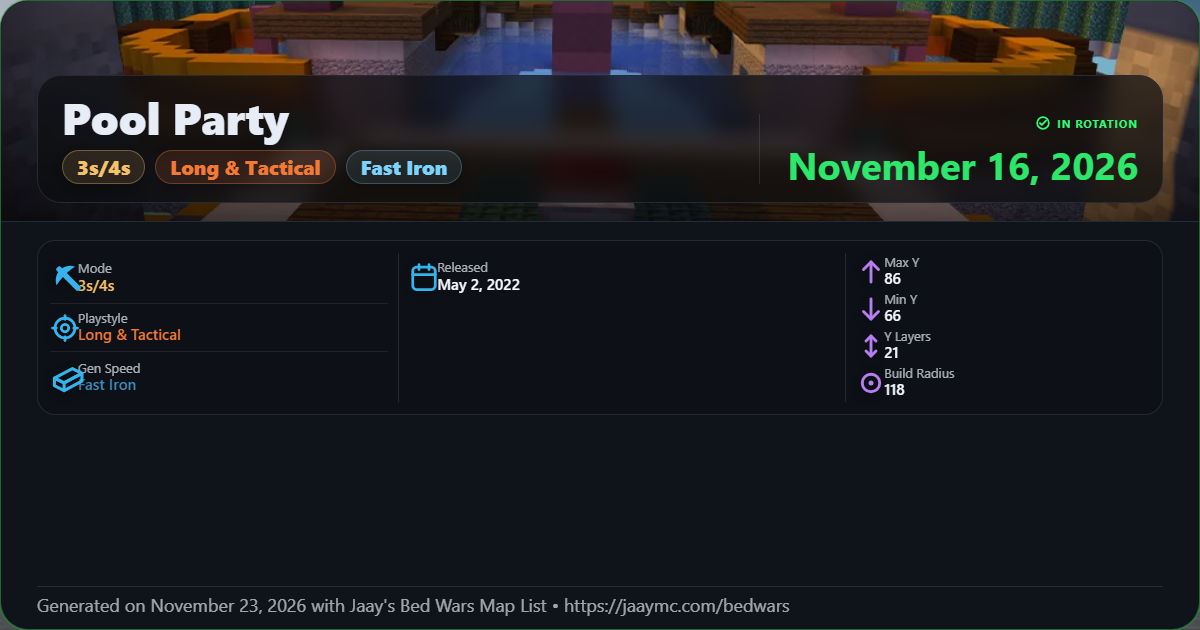 Pool Party
3s/4s
Long & Tactical
Fast Iron
IN ROTATION
November 16, 2026
Mode
3s/4s
Playstyle
Long & Tactical
Gen Speed
Fast Iron
Released
May 2, 2022
Max Y
86
Min Y
66
Y Layers
21
Build Radius
118
Generated on November 23, 2026 with Jaay's Bed Wars Map List • https://jaaymc.com/bedwars